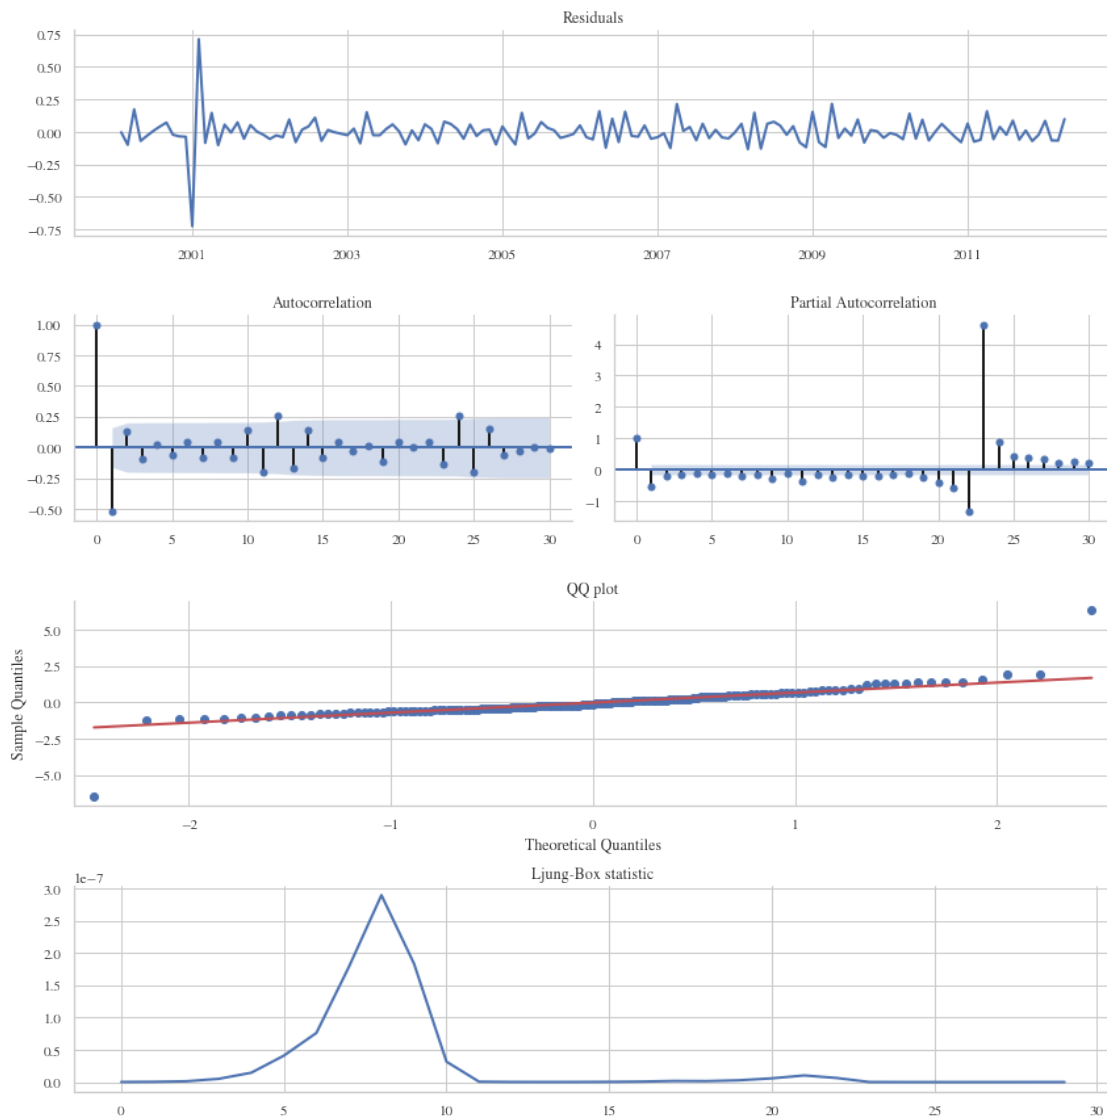 Residuals
0.75
0.50
0.25
0.00
−0.25
−0.50
−0.75
2001 2003 2005 2007 2009 2011
Autocorrelation
1.00
0.75
0.50
0.25
0.00
−0.25
−0.50
0 5 10 15 20 25 30
Partial Autocorrelation
4
3
2
1
0
−1
0 5 10 15 20 25 30
QQ plot
Sample Quantiles
5.0
2.5
0.0
−2.5
−5.0
−2 −1 0 1 2
Theoretical Quantiles
Ljung-Box statistic
1e−7
3.0
2.5
2.0
1.5
1.0
0.5
0.0
0 5 10 15 20 25 30